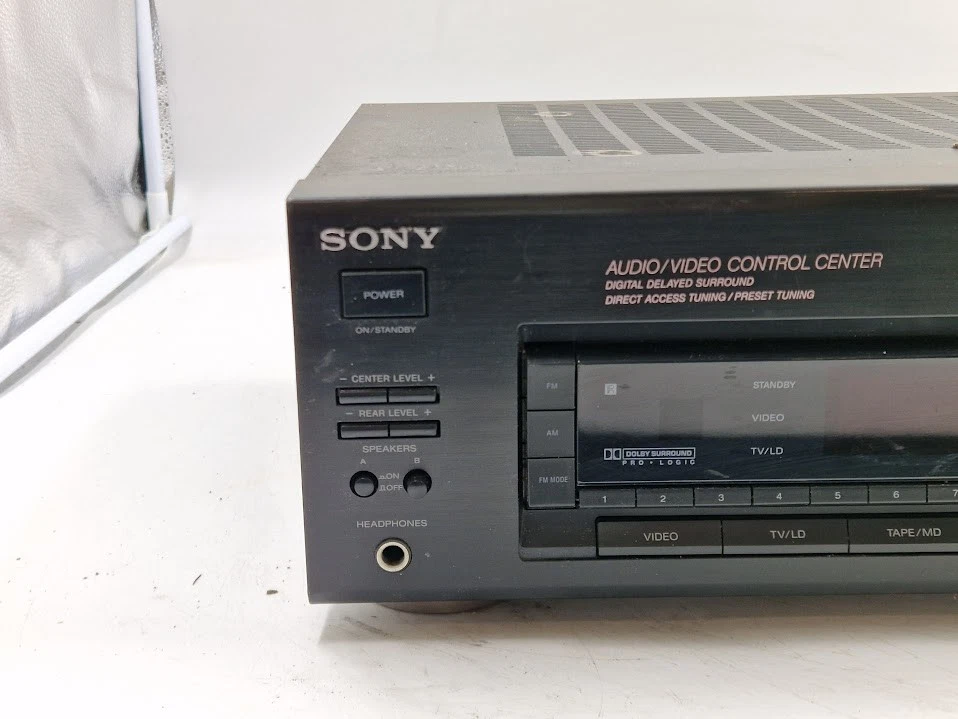 SONY
AUDIO/VIDEO CONTROL CENTER
DIGITAL DELAYED SURROUND
DIRECT ACCESS TUNING / PRESET TUNING
POWER
ON/STANDBY
− CENTER LEVEL +
− REAR LEVEL +
SPEAKERS
A B
ON
OFF
HEADPHONES
FM
AM
FM MODE
STANDBY
VIDEO
TV/LD
DOLBY SURROUND
PRO • LOGIC
1 2 3 4 5 6 7
VIDEO TV/LD TAPE/MD